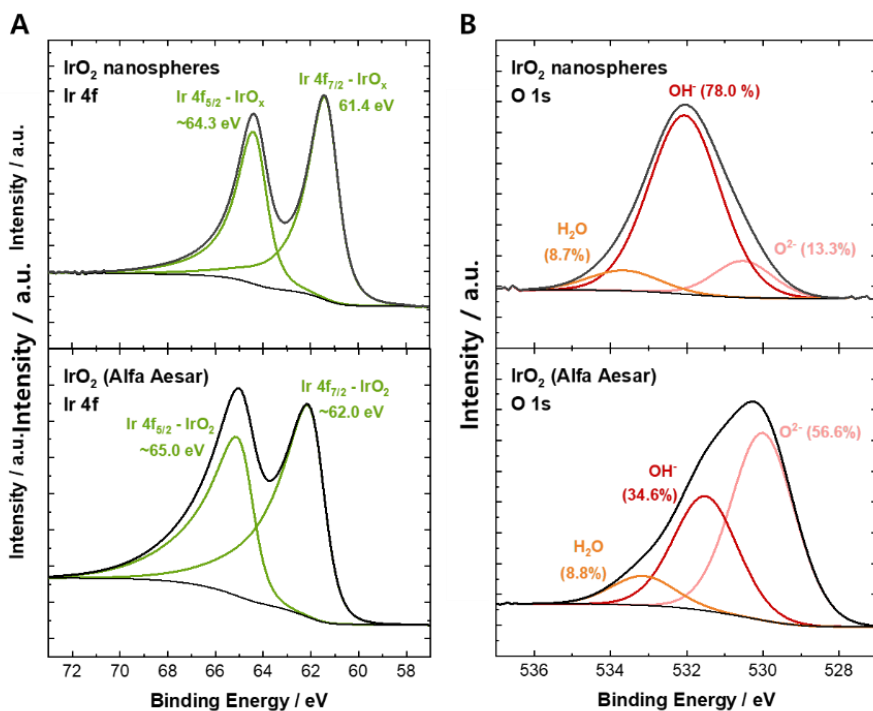 A
IrO₂ nanospheres
Ir 4f
Ir 4f₅/₂ - IrOₓ
~64.3 eV
Ir 4f₇/₂ - IrOₓ
61.4 eV
Intensity / a.u.
IrO₂ (Alfa Aesar)
Ir 4f
Ir 4f₅/₂ - IrO₂
~65.0 eV
Ir 4f₇/₂ - IrO₂
~62.0 eV
Intensity / a.u.
Intensity / a.u.
72 70 68 66 64 62 60 58
Binding Energy / eV
B
IrO₂ nanospheres
O 1s
OH⁻ (78.0 %)
H₂O
(8.7%)
O²⁻ (13.3%)
IrO₂ (Alfa Aesar)
O 1s
O²⁻ (56.6%)
OH⁻
(34.6%)
H₂O
(8.8%)
Intensity / a.u.
536 534 532 530 528
Binding Energy / eV